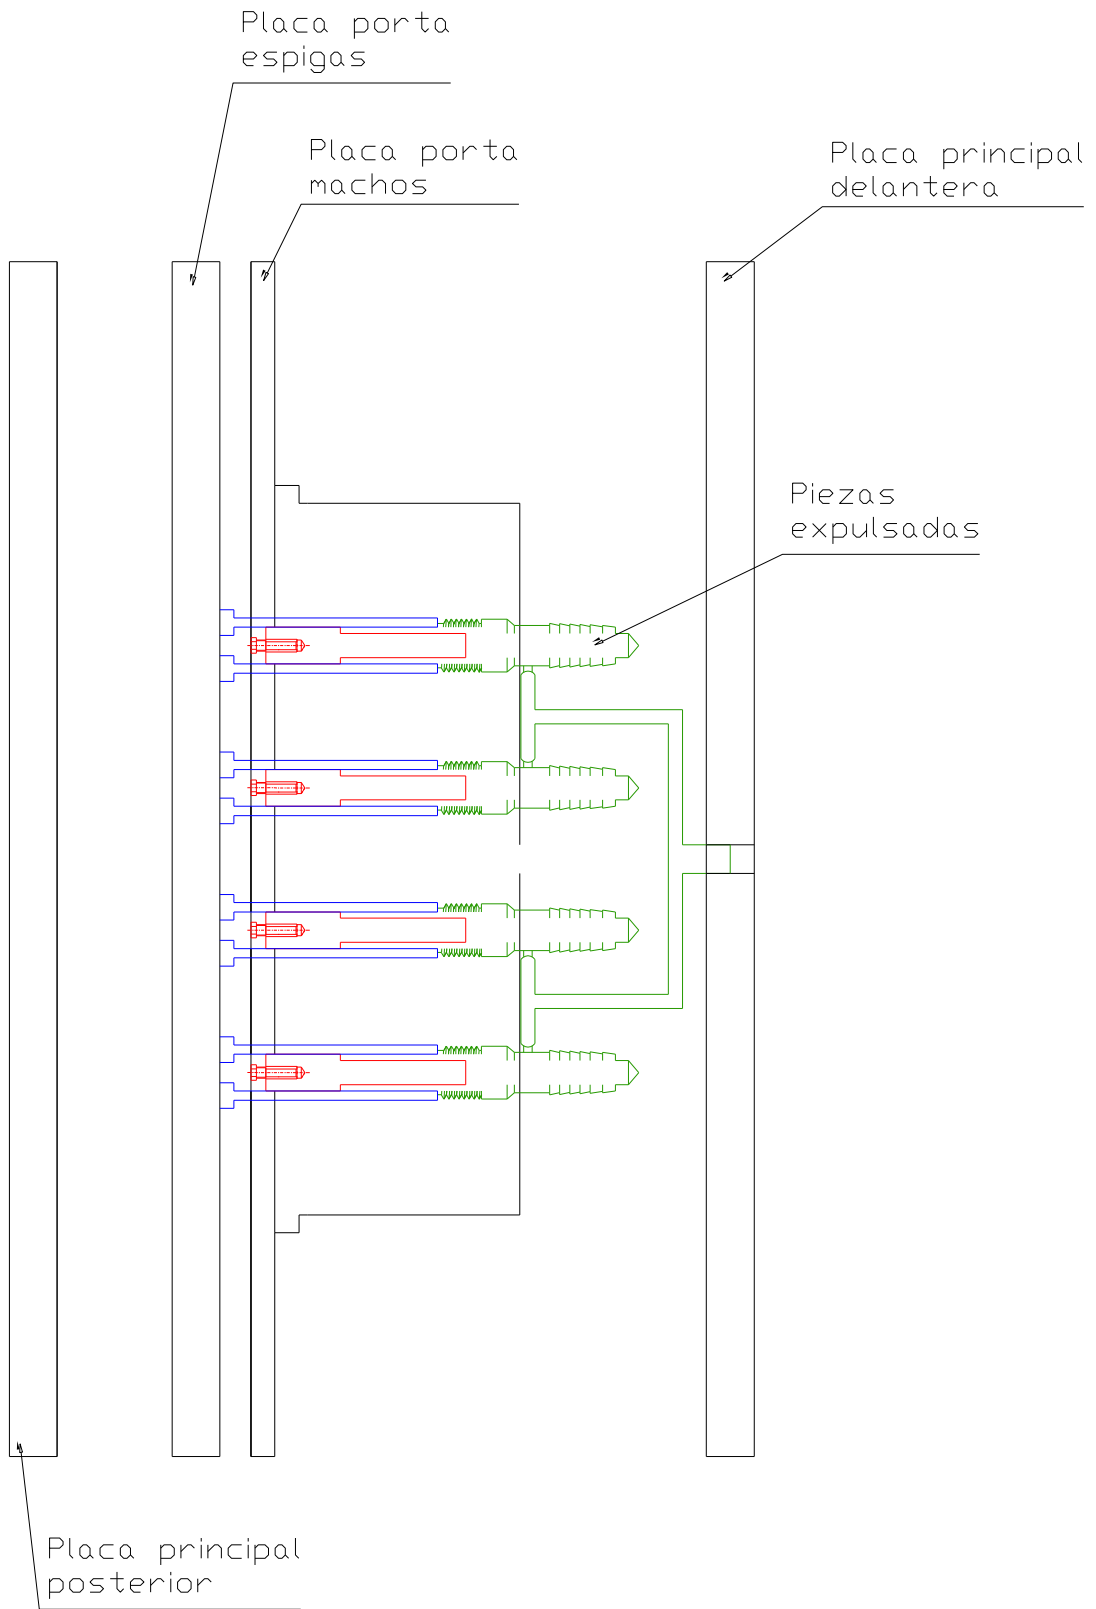 Placa porta
espigas
Placa porta
machos
Placa principal
delantera
Piezas
expulsadas
Placa principal
posterior